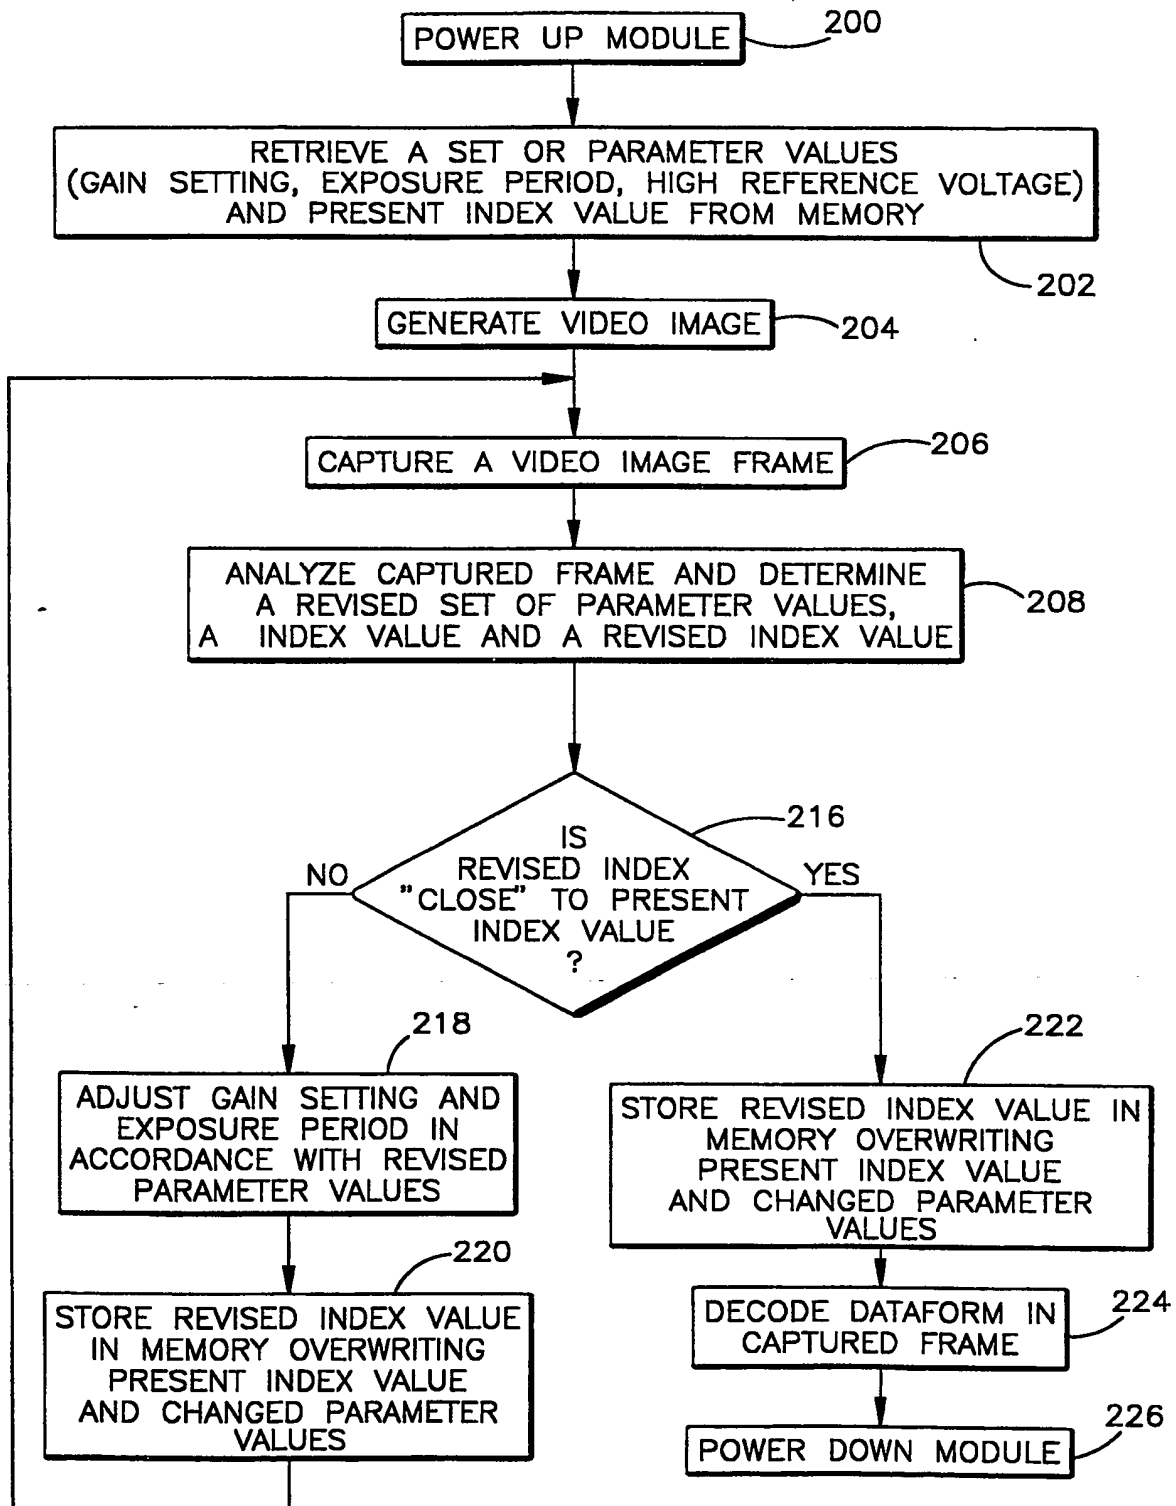 POWER UP MODULE
200
RETRIEVE A SET OR PARAMETER VALUES
(GAIN SETTING, EXPOSURE PERIOD, HIGH REFERENCE VOLTAGE)
AND PRESENT INDEX VALUE FROM MEMORY
202
GENERATE VIDEO IMAGE
204
CAPTURE A VIDEO IMAGE FRAME
206
ANALYZE CAPTURED FRAME AND DETERMINE
A REVISED SET OF PARAMETER VALUES,
A INDEX VALUE AND A REVISED INDEX VALUE
208
IS
REVISED INDEX
"CLOSE" TO PRESENT
INDEX VALUE
?
216
NO
YES
218
ADJUST GAIN SETTING AND
EXPOSURE PERIOD IN
ACCORDANCE WITH REVISED
PARAMETER VALUES
220
STORE REVISED INDEX VALUE
IN MEMORY OVERWRITING
PRESENT INDEX VALUE
AND CHANGED PARAMETER
VALUES
222
STORE REVISED INDEX VALUE IN
MEMORY OVERWRITING
PRESENT INDEX VALUE
AND CHANGED PARAMETER
VALUES
DECODE DATAFORM IN
CAPTURED FRAME
224
POWER DOWN MODULE
226